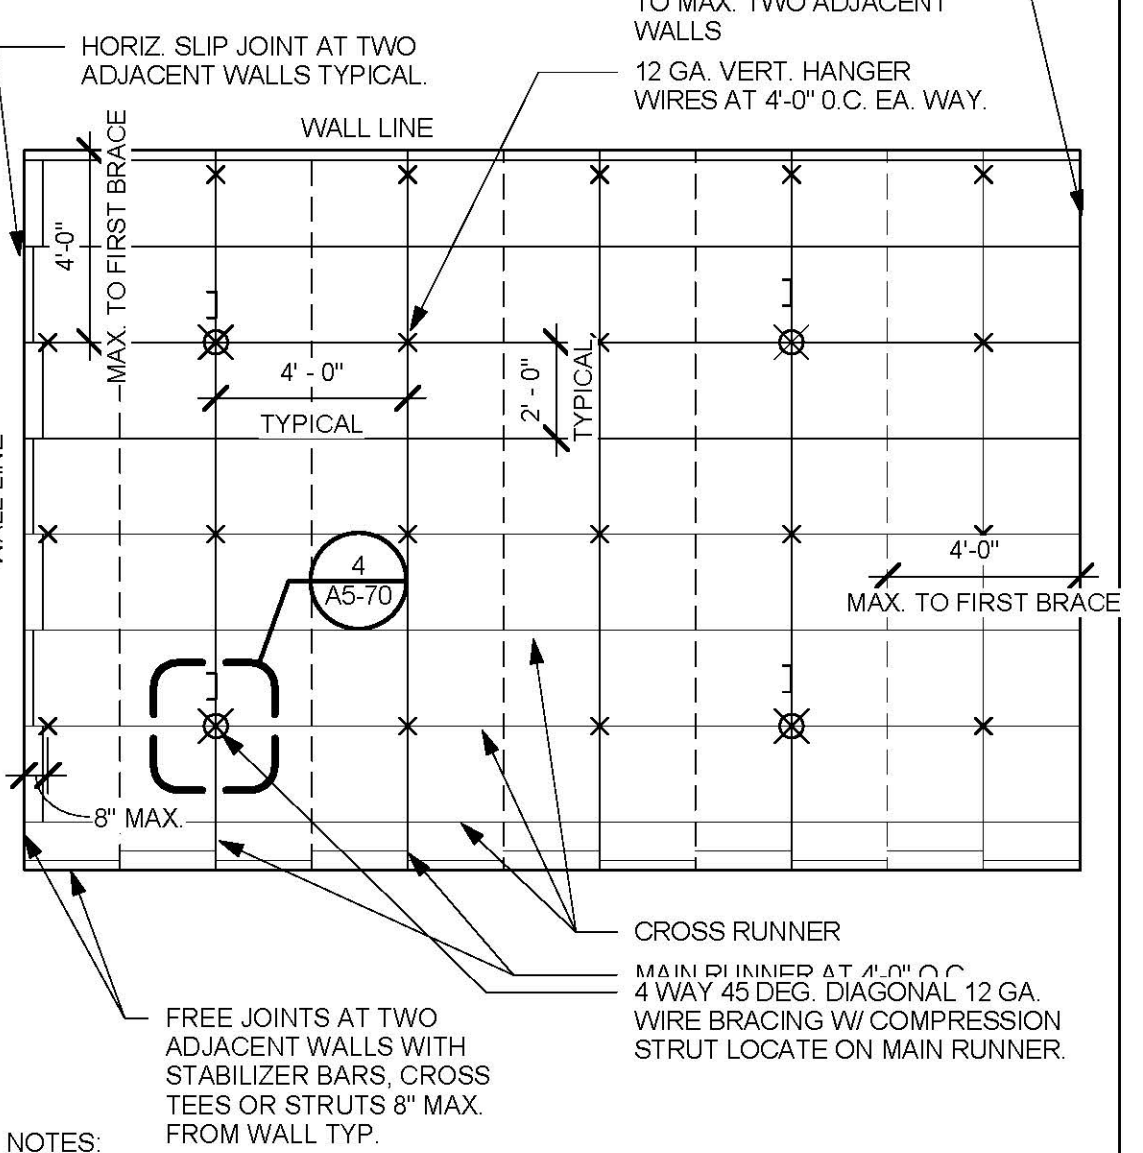 TO MAX. TWO ADJACENT
WALLS
HORIZ. SLIP JOINT AT TWO
ADJACENT WALLS TYPICAL.
12 GA. VERT. HANGER
WIRES AT 4'-0" O.C. EA. WAY.
WALL LINE
4'-0"
MAX. TO FIRST BRACE
4' - 0"
TYPICAL
2' - 0"
TYPICAL
WALL LINE
4
A5-70
4'-0"
MAX. TO FIRST BRACE
8" MAX.
CROSS RUNNER
MAIN RUNNER AT 4'-0" O.C.
4 WAY 45 DEG. DIAGONAL 12 GA.
WIRE BRACING W/ COMPRESSION
STRUT LOCATE ON MAIN RUNNER.
FREE JOINTS AT TWO
ADJACENT WALLS WITH
STABILIZER BARS, CROSS
TEES OR STRUTS 8" MAX.
FROM WALL TYP.
NOTES: